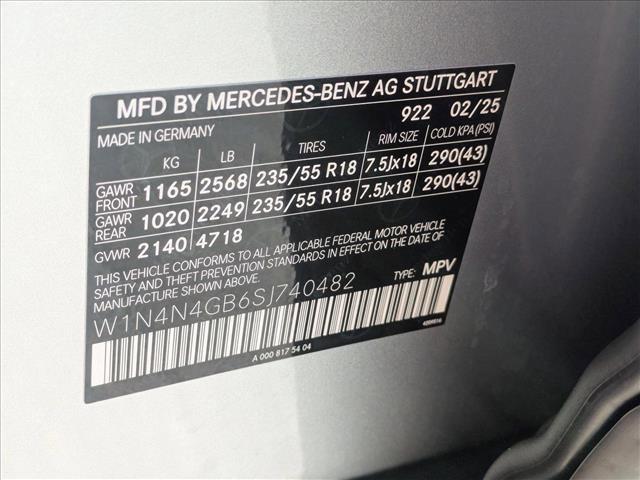 MFD BY MERCEDES-BENZ AG STUTTGART
922 02/25
MADE IN GERMANY
KG LB TIRES RIM SIZE COLD KPA(PSI)
GAWR FRONT 1165 2568 235/55 R18 7.5Jx18 290(43)
GAWR REAR 1020 2249 235/55 R18 7.5Jx18 290(43)
GVWR 2140 4718
THIS VEHICLE CONFORMS TO ALL APPLICABLE FEDERAL MOTOR VEHICLE
SAFETY AND THEFT PREVENTION STANDARDS IN EFFECT ON THE DATE OF
MANUFACTURE SHOWN ABOVE.
W1N4N4GB6SJ740482 TYPE: MPV
A 000 817 54 04